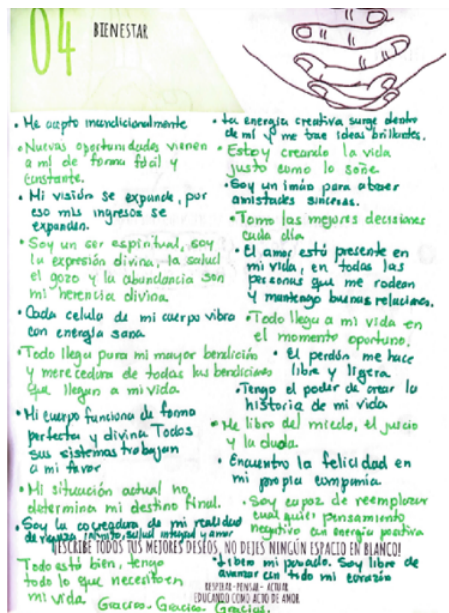 04
BIENESTAR
• Me acepto incondicionalmente
• Nuevas oportunidades vienen
a mí de forma fácil y
constante.
• Mi visión se expande, por
eso mis ingresos se
expanden.
• Soy un ser espiritual, soy
la expresión divina, la salud
el gozo y la abundancia son
mi herencia divina.
• Cada celula de mi cuerpo vibra
con energía sana
• Todo llega para mi mayor bendición
y merecedora de todas las bendiciones
que llegan a mi vida.
• Mi cuerpo funciona de forma
perfecta y divina Todos
sus sistemas trabajan
a mi favor
• Mi situación actual no
determina mi destino final.
• Soy la cocreadora de mi realidad
infinita, salud integral y amor
• La energía creativa surge dentro
de mí y me trae ideas brillantes.
• Estoy creando la vida
justo como lo soñe.
• Soy un imán para atraer
amistades sinceras.
• Tomo las mejores decisiones
cada día
• El amor está presente en
mi vida, en todas las
personas que me rodean
y mantengo buenas relaciones.
• Todo llega a mi vida en
el momento oportuno.
• El perdón me hace
libre y ligera.
• Tengo el poder de crear la
historia de mi vida
• Me libro del miedo, el juicio
y la duda.
• Encuentro la felicidad en
mi propia compañia.
• Soy capaz de reemplazar
cualquier pensamiento
negativo con energía positiva
¡ESCRIBE TODOS TUS MEJORES DESEOS, NO DEJES NINGÚN ESPACIO EN BLANCO!
Todo está bien, tengo
todo lo que necesito en
mi vida.
• Libero mi pasado. Soy libre de
avanzar con todo mi corazón
RESPIRAR-PENSAR- ACTUAR
EDUCANDO COMO ACTO DE AMOR
Gracias. Gracias. Gracias.